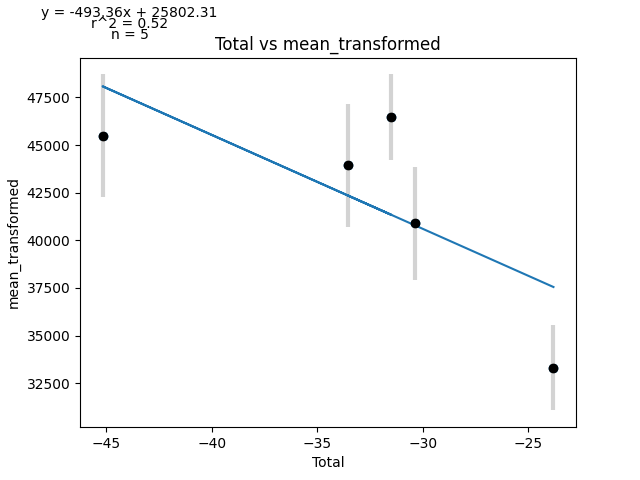 y = -493.36x + 25802.31
r^2 = 0.52
n = 5
Total vs mean_transformed
47500
45000
42500
40000
37500
35000
32500
mean_transformed
−45
−40
−35
−30
−25
Total